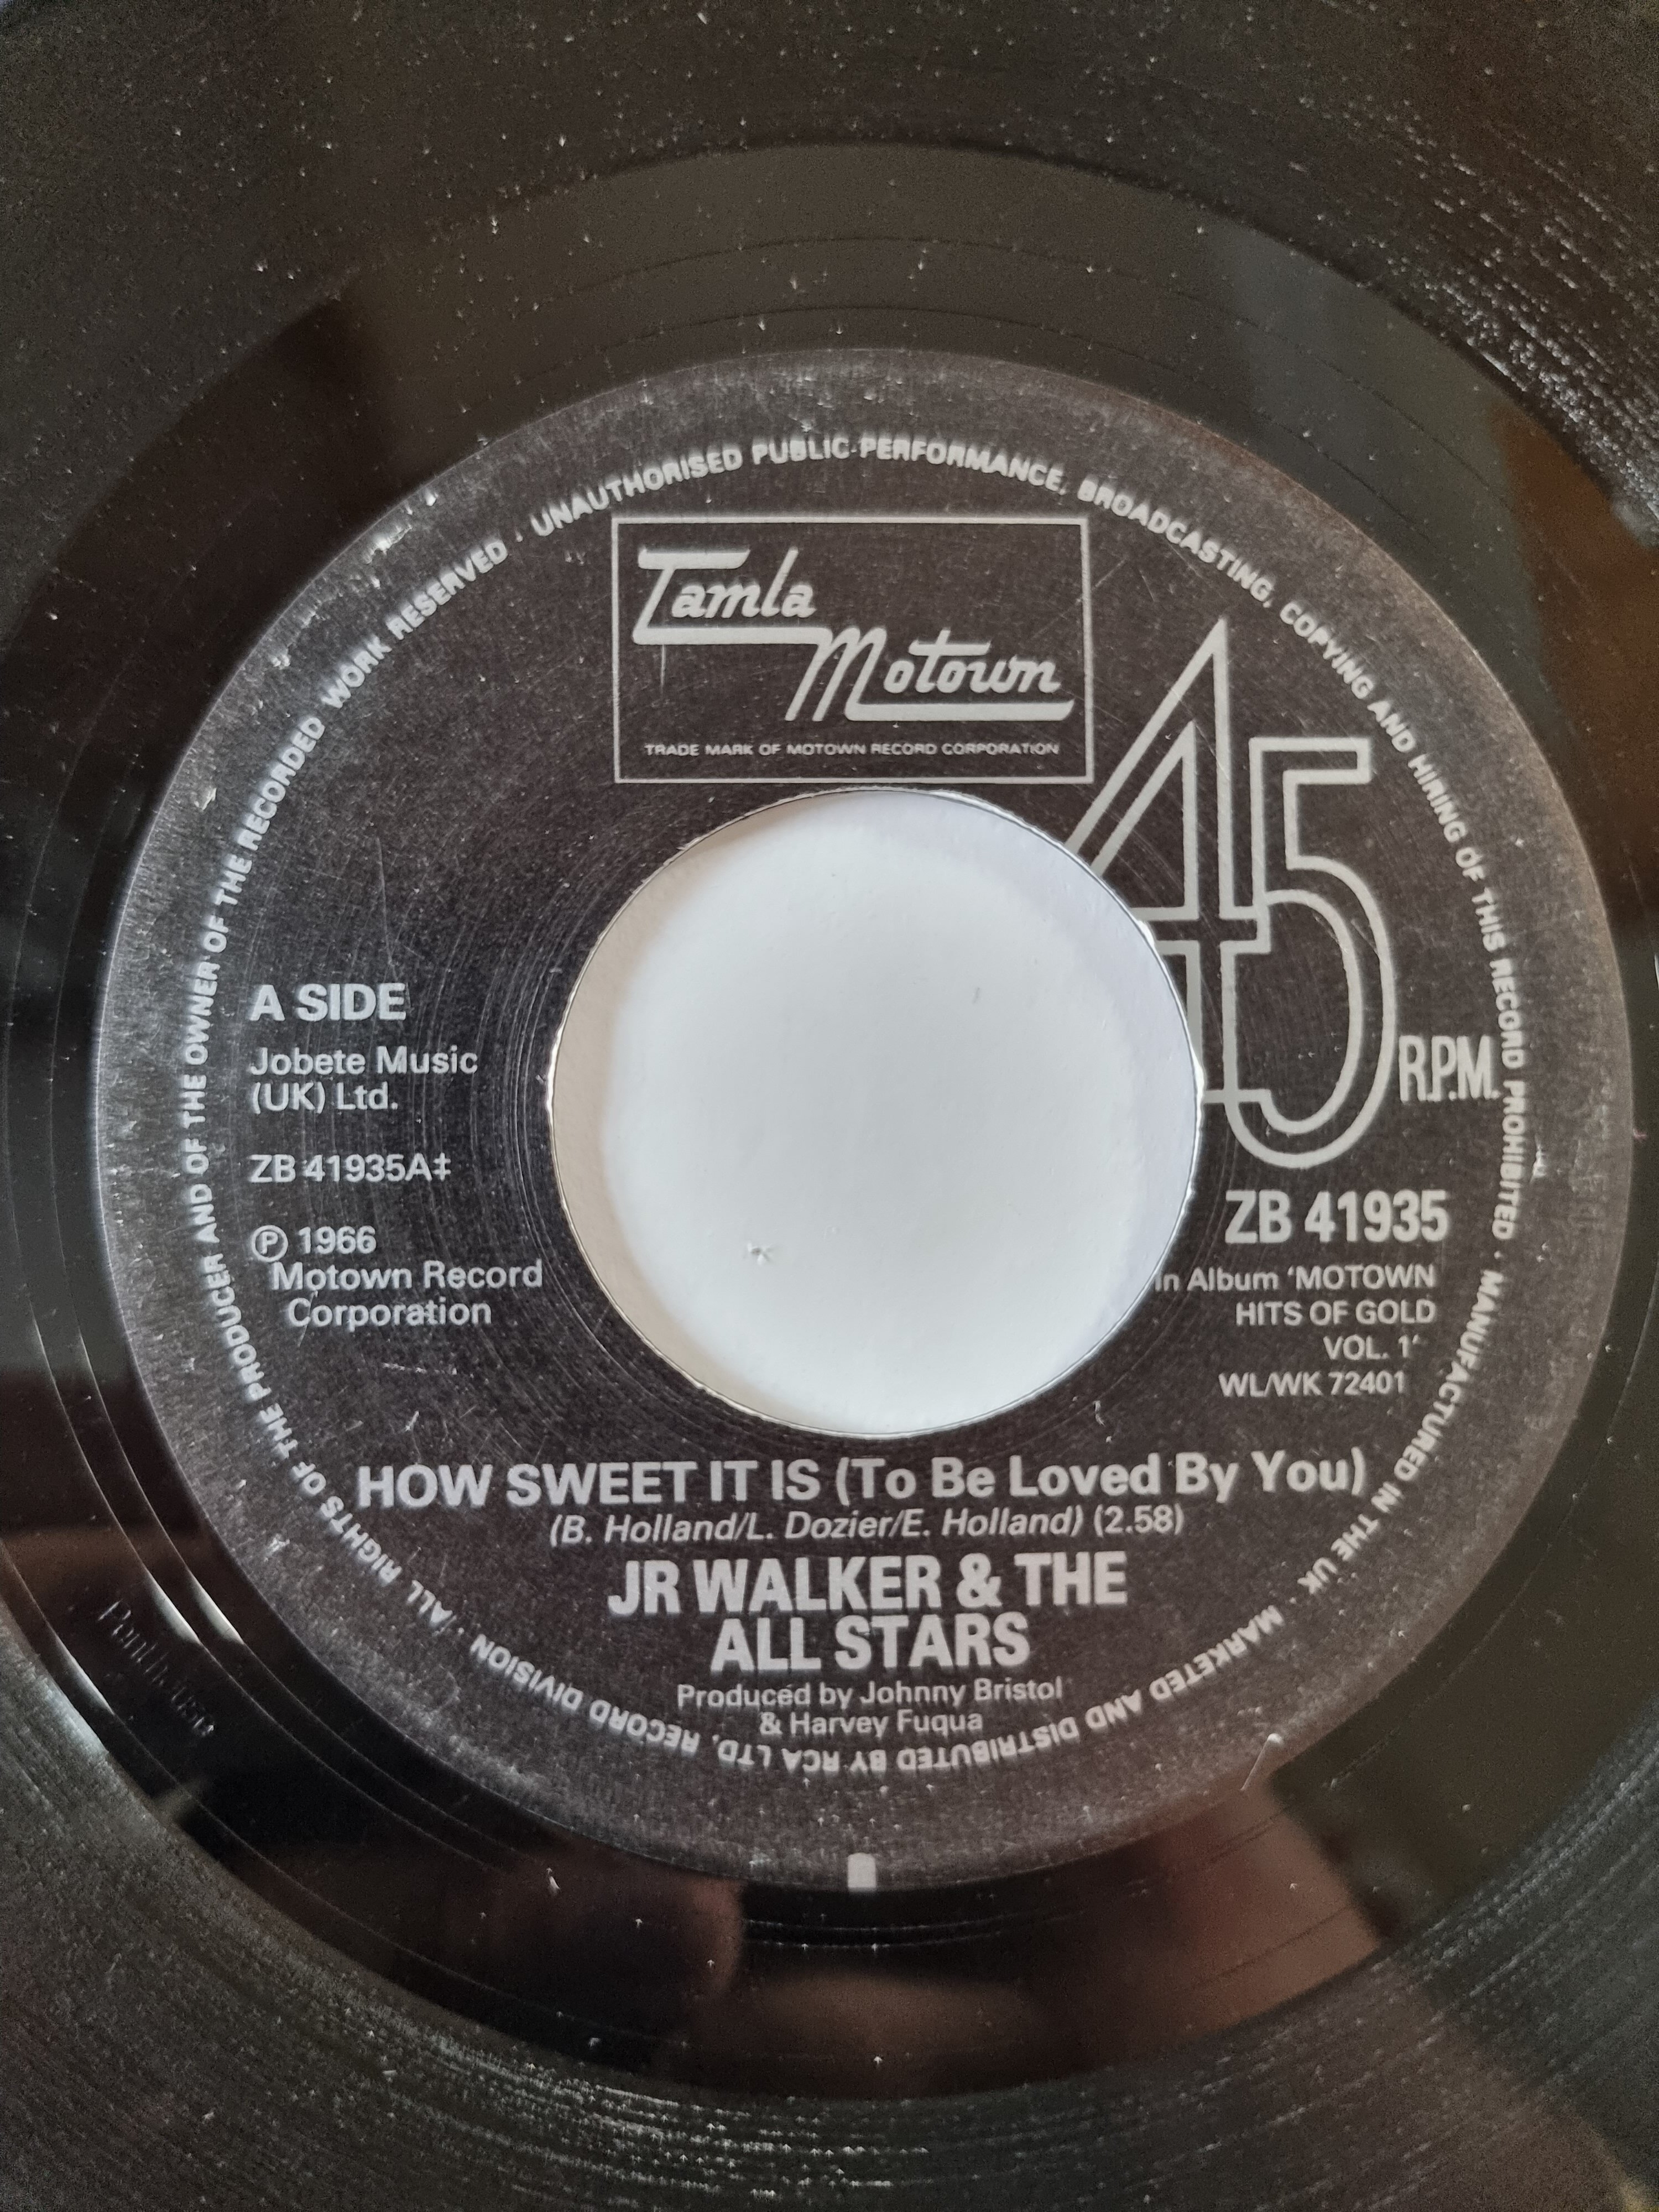 ALL RIGHTS OF THE PRODUCER AND OF THE OWNER OF THE RECORDED WORK RESERVED · UNAUTHORISED PUBLIC PERFORMANCE, BROADCASTING, COPYING AND HIRING OF THIS RECORD PROHIBITED · MANUFACTURED IN THE UK · MARKETED AND DISTRIBUTED BY RCA LTD, RECORD DIVISION ·
Tamla
Motown
TRADE MARK OF MOTOWN RECORD CORPORATION
45
R.P.M.
A SIDE
Jobete Music
(UK) Ltd.
ZB 41935A‡
℗ 1966
Motown Record
Corporation
ZB 41935
In Album ‘MOTOWN
HITS OF GOLD
VOL. 1’
WL/WK 72401
HOW SWEET IT IS (To Be Loved By You)
(B. Holland/L. Dozier/E. Holland) (2.58)
JR WALKER & THE
ALL STARS
Produced by Johnny Bristol
& Harvey Fuqua